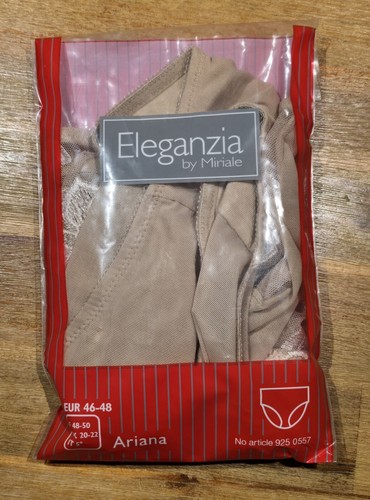 Eleganzia
by Miriale
EUR 46-48
48-50
20-22
Ariana
No article 925 0557